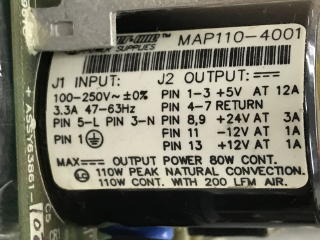 MAP110-4001
POWER SUPPLIES
J1 INPUT: J2 OUTPUT:
100-250V~ ±0% PIN 1-3 +5V AT 12A
3.3A 47-63Hz PIN 4-7 RETURN
PIN 5-L PIN 3-N PIN 8,9 +24V AT 3A
PIN 1 PIN 11 -12V AT 1A
PIN 13 +12V AT 1A
MAX OUTPUT POWER 80W CONT.
110W PEAK NATURAL CONVECTION.
110W CONT. WITH 200 LFM AIR.